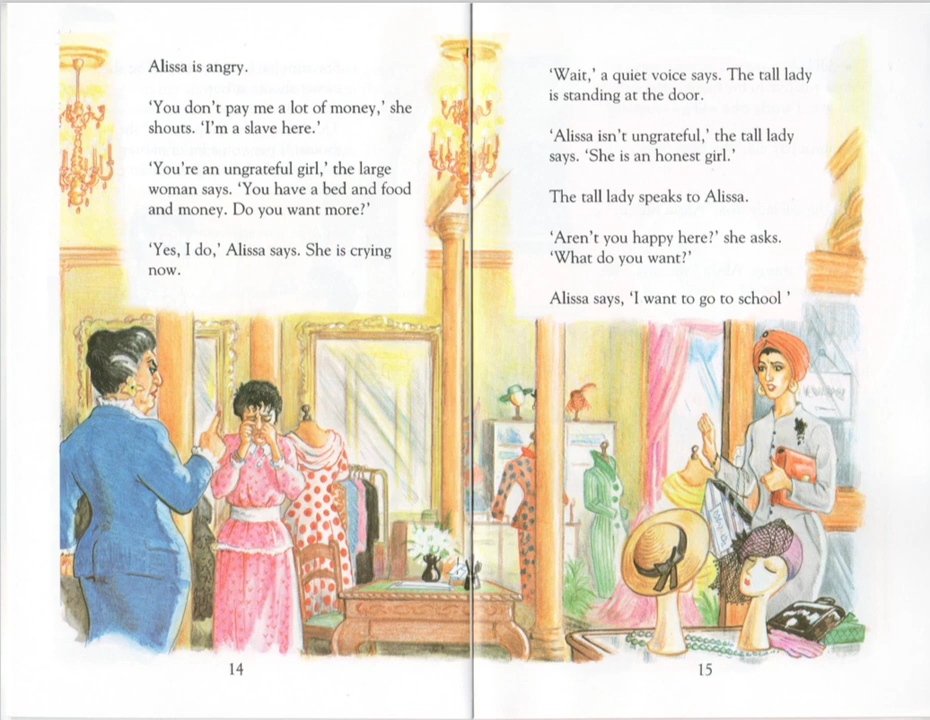 Alissa is angry.
‘You don't pay me a lot of money,’ she
shouts. ‘I'm a slave here.’
‘You're an ungrateful girl,’ the large
woman says. ‘You have a bed and food
and money. Do you want more?’
‘Yes, I do,’ Alissa says. She is crying
now.
14
‘Wait,’ a quiet voice says. The tall lady
is standing at the door.
‘Alissa isn't ungrateful,’ the tall lady
says. ‘She is an honest girl.’
The tall lady speaks to Alissa.
‘Aren't you happy here?’ she asks.
‘What do you want?’
Alissa says, ‘I want to go to school ’
15